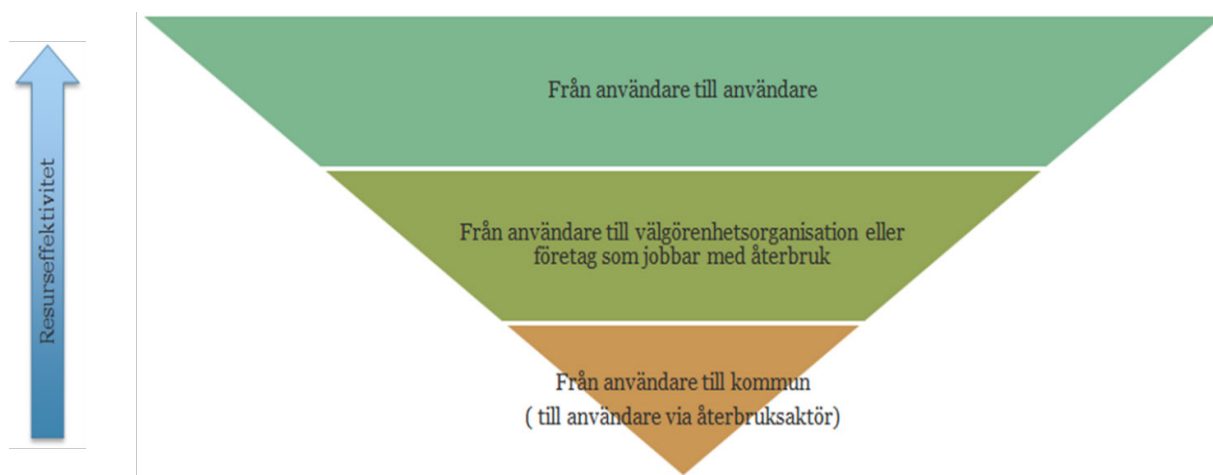 Resurseffektivitet
Från användare till användare
Från användare till välgörenhetsorganisation eller
företag som jobbar med återbruk
Från användare till kommun
( till användare via återbruksaktör)